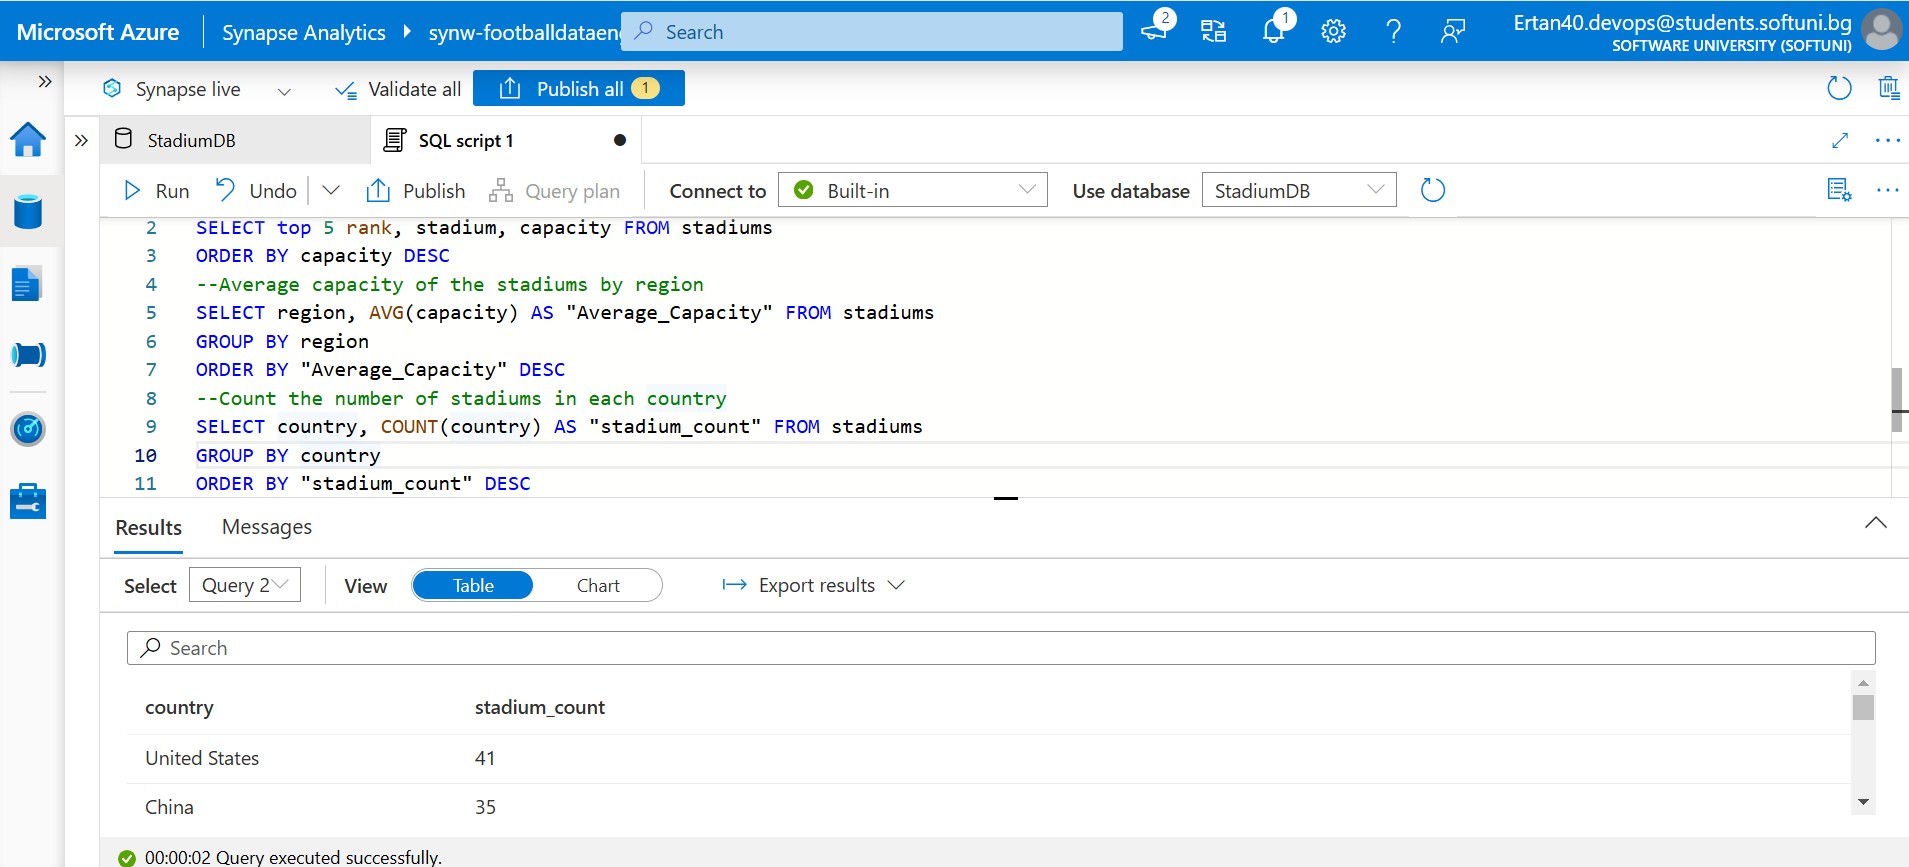 Microsoft Azure Synapse Analytics synw-footballdataeng Search 2 1 Ertan40.devops@students.softuni.bg
SOFTWARE UNIVERSITY (SOFTUNI)
Synapse live Validate all Publish all 1
StadiumDB SQL script 1
Run Undo Publish Query plan Connect to Built-in Use database StadiumDB
2 SELECT top 5 rank, stadium, capacity FROM stadiums
3 ORDER BY capacity DESC
4 --Average capacity of the stadiums by region
5 SELECT region, AVG(capacity) AS "Average_Capacity" FROM stadiums
6 GROUP BY region
7 ORDER BY "Average_Capacity" DESC
8 --Count the number of stadiums in each country
9 SELECT country, COUNT(country) AS "stadium_count" FROM stadiums
10 GROUP BY country
11 ORDER BY "stadium_count" DESC
Results Messages
Select Query 2 View Table Chart Export results
Search
country stadium_count
United States 41
China 35
00:00:02 Query executed successfully.